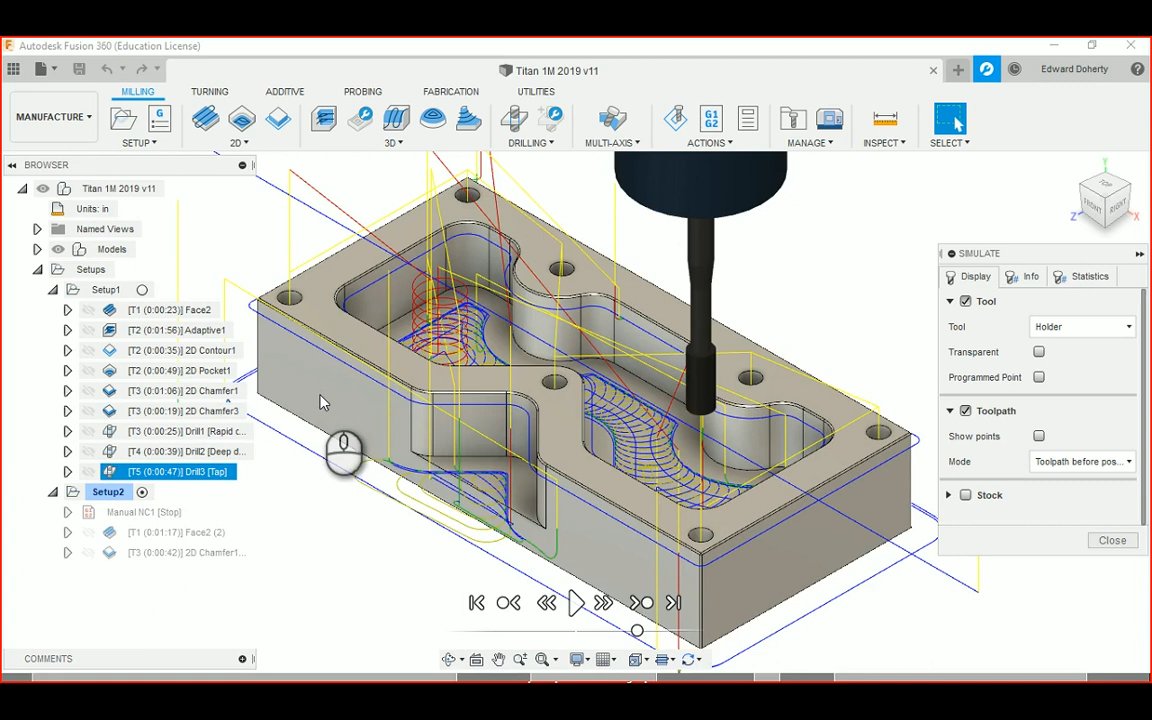 Autodesk Fusion 360 (Education License)
Titan 1M 2019 v11
Edward Doherty
MILLING TURNING ADDITIVE PROBING FABRICATION UTILITIES
MANUFACTURE
G
G1
G2
SETUP 2D 3D DRILLING MULTI-AXIS ACTIONS MANAGE INSPECT SELECT
BROWSER
Titan 1M 2019 v11
Units: in
Named Views
Models
Setups
Setup1
[T1 (0:00:23)] Face2
[T2 (0:01:56)] Adaptive1
[T2 (0:00:35)] 2D Contour1
[T2 (0:00:49)] 2D Pocket1
[T3 (0:01:06)] 2D Chamfer1
[T3 (0:00:19)] 2D Chamfer3
[T3 (0:00:25)] Drill1 [Rapid c...
[T4 (0:00:39)] Drill2 [Deep d...
[T5 (0:00:47)] Drill3 [Tap]
Setup2
Manual NC1 [Stop]
[T1 (0:01:17)] Face2 (2)
[T3 (0:00:42)] 2D Chamfer1...
COMMENTS
Y
TOP
FRONT RIGHT
Z X
SIMULATE
Display Info Statistics
Tool
Tool Holder
Transparent
Programmed Point
Toolpath
Show points
Mode Toolpath before pos...
Stock
Close